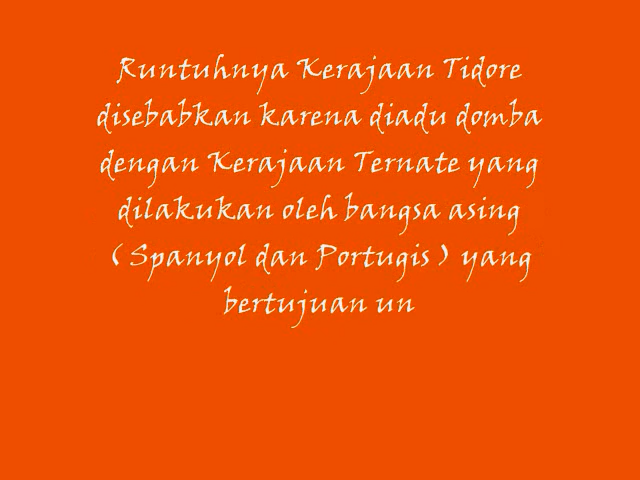 Runtuhnya Kerajaan Tidore
disebabkan karena diadu domba
dengan Kerajaan Ternate yang
dilakukan oleh bangsa asing
( Spanyol dan Portugis ) yang
bertujuan un